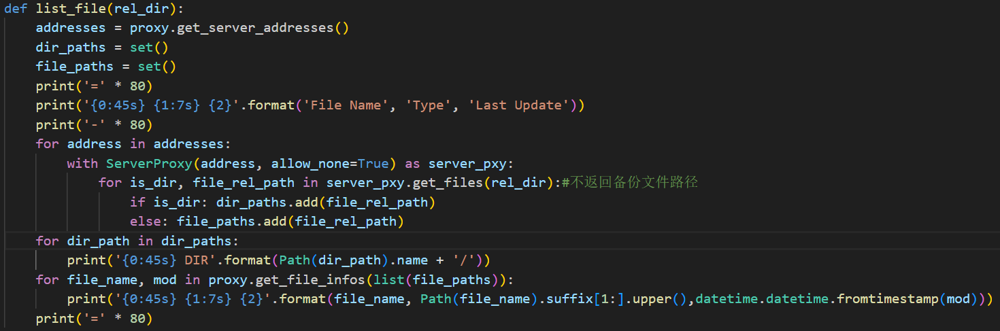 def list_file(rel_dir):
    addresses = proxy.get_server_addresses()
    dir_paths = set()
    file_paths = set()
    print('=' * 80)
    print('{0:45s} {1:7s} {2}'.format('File Name', 'Type', 'Last Update'))
    print('-' * 80)
    for address in addresses:
        with ServerProxy(address, allow_none=True) as server_pxy:
            for is_dir, file_rel_path in server_pxy.get_files(rel_dir):#不返回备份文件路径
                if is_dir: dir_paths.add(file_rel_path)
                else: file_paths.add(file_rel_path)
    for dir_path in dir_paths:
        print('{0:45s} DIR'.format(Path(dir_path).name + '/'))
    for file_name, mod in proxy.get_file_infos(list(file_paths)):
        print('{0:45s} {1:7s} {2}'.format(file_name, Path(file_name).suffix[1:].upper(),datetime.datetime.fromtimestamp(mod)))
    print('=' * 80)